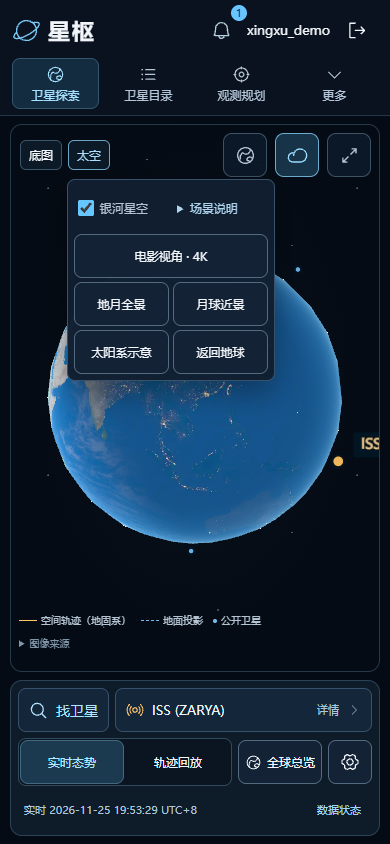 星枢
1
xingxu_demo
卫星探索
卫星目录
观测规划
更多
底图
太空
银河星空
场景说明
电影视角 · 4K
地月全景
月球近景
太阳系示意
返回地球
ISS
空间轨迹（地固系）
地面投影
公开卫星
图像来源
找卫星
ISS (ZARYA)
详情
实时态势
轨迹回放
全球总览
实时 2026-11-25 19:53:29 UTC+8
数据状态